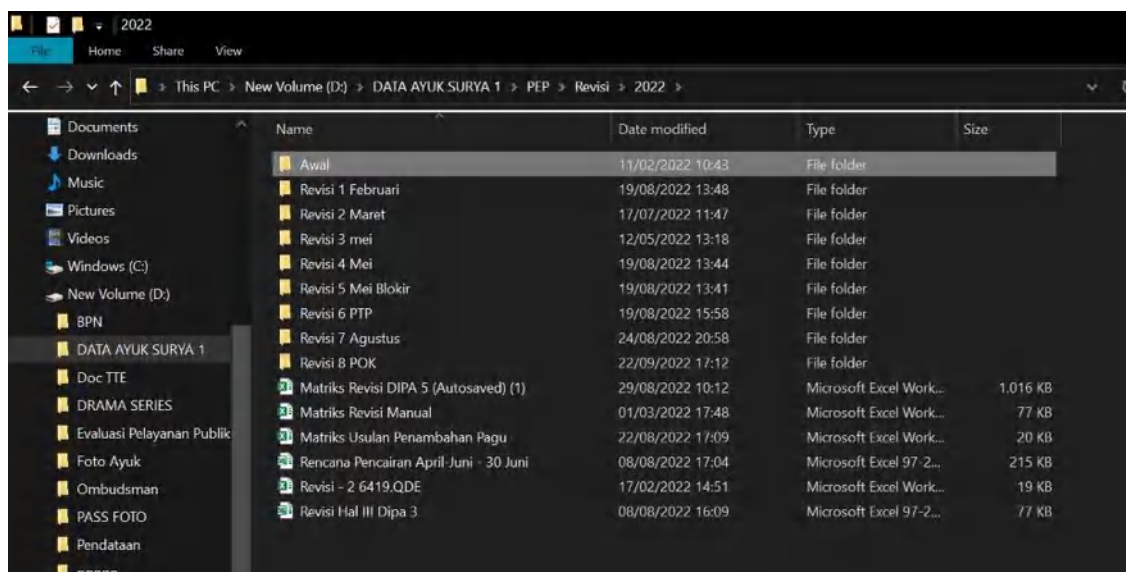 2022
File Home Share View
This PC > New Volume (D:) > DATA AYUK SURYA 1 > PEP > Revisi > 2022 >
Documents
Downloads
Music
Pictures
Videos
Windows (C:)
New Volume (D:)
BPN
DATA AYUK SURYA 1
Doc TTE
DRAMA SERIES
Evaluasi Pelayanan Publik
Foto Ayuk
Ombudsman
PASS FOTO
Pendataan
Name Date modified Type Size
Awal 11/02/2022 10:43 File folder
Revisi 1 Februari 19/08/2022 13:48 File folder
Revisi 2 Maret 17/07/2022 11:47 File folder
Revisi 3 mei 12/05/2022 13:18 File folder
Revisi 4 Mei 19/08/2022 13:44 File folder
Revisi 5 Mei Blokir 19/08/2022 13:41 File folder
Revisi 6 PTP 19/08/2022 15:58 File folder
Revisi 7 Agustus 24/08/2022 20:58 File folder
Revisi 8 POK 22/09/2022 17:12 File folder
Matriks Revisi DIPA 5 (Autosaved) (1) 29/08/2022 10:12 Microsoft Excel Work... 1.016 KB
Matriks Revisi Manual 01/03/2022 17:48 Microsoft Excel Work... 77 KB
Matriks Usulan Penambahan Pagu 22/08/2022 17:09 Microsoft Excel Work... 20 KB
Rencana Pencairan April-Juni - 30 Juni 08/08/2022 17:04 Microsoft Excel 97-2... 215 KB
Revisi - 2 6419.QDE 17/02/2022 14:51 Microsoft Excel Work... 19 KB
Revisi Hal III Dipa 3 08/08/2022 16:09 Microsoft Excel 97-2... 77 KB